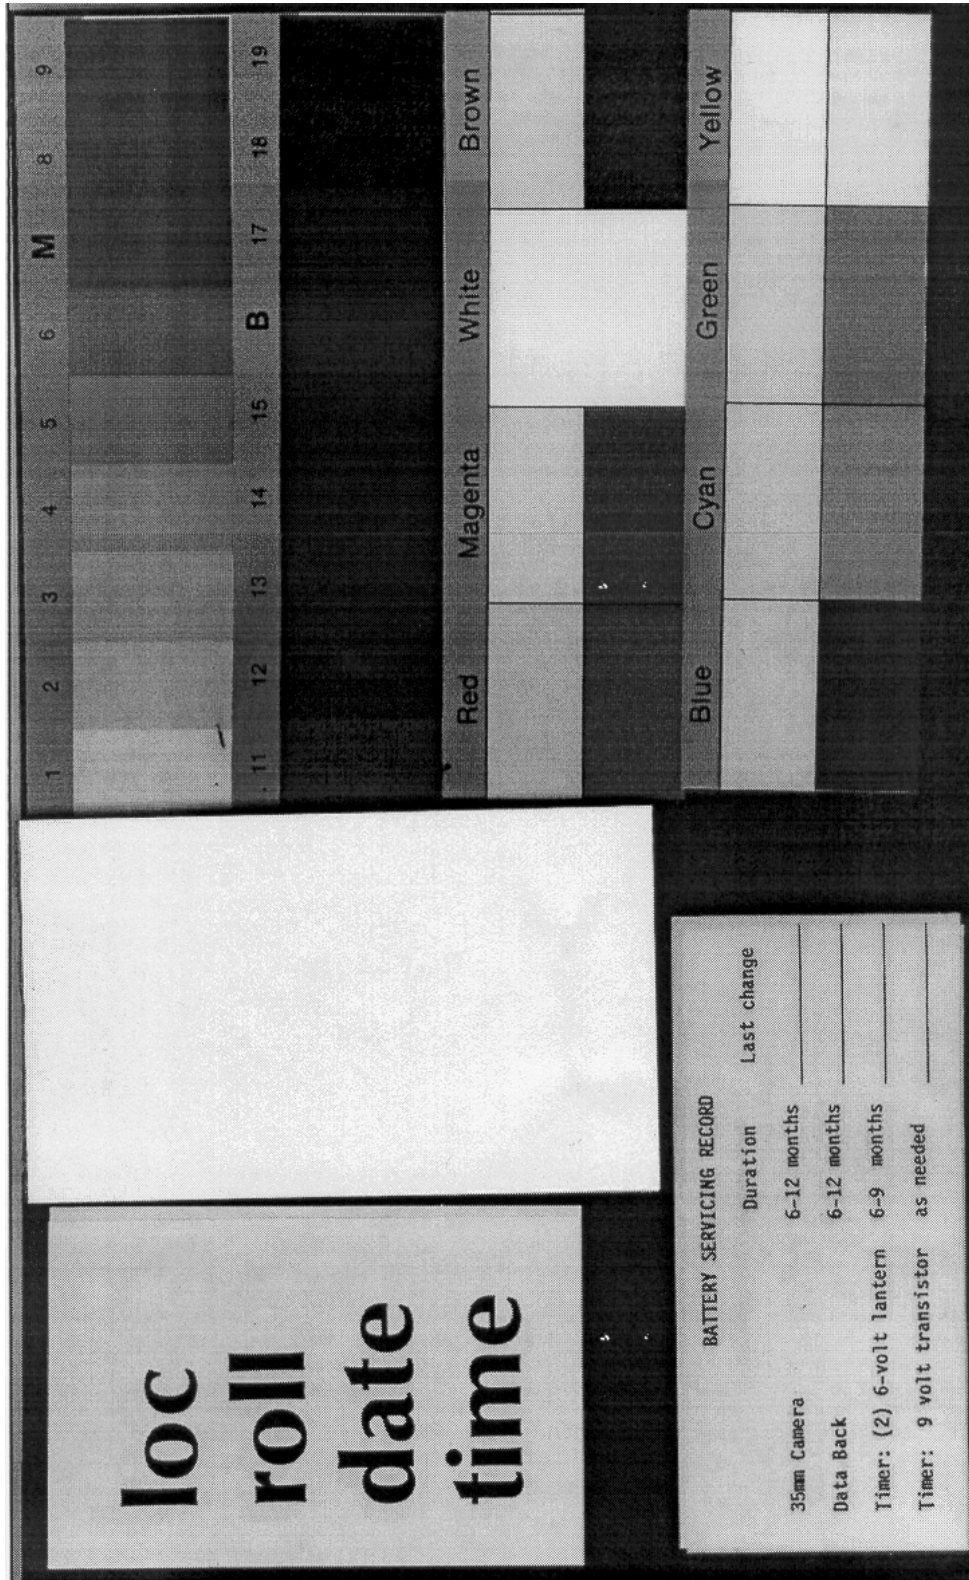 1 2 3 4 5 6 M 8 9
11 12 13 14 15 B 17 18 19
Red Magenta White Brown
Blue Cyan Green Yellow
loc
roll
date
time
BATTERY SERVICING RECORD
Duration Last change
35mm Camera 6-12 months
Data Back 6-12 months
Timer: (2) 6-volt lantern 6-9 months
Timer: 9 volt transistor as needed